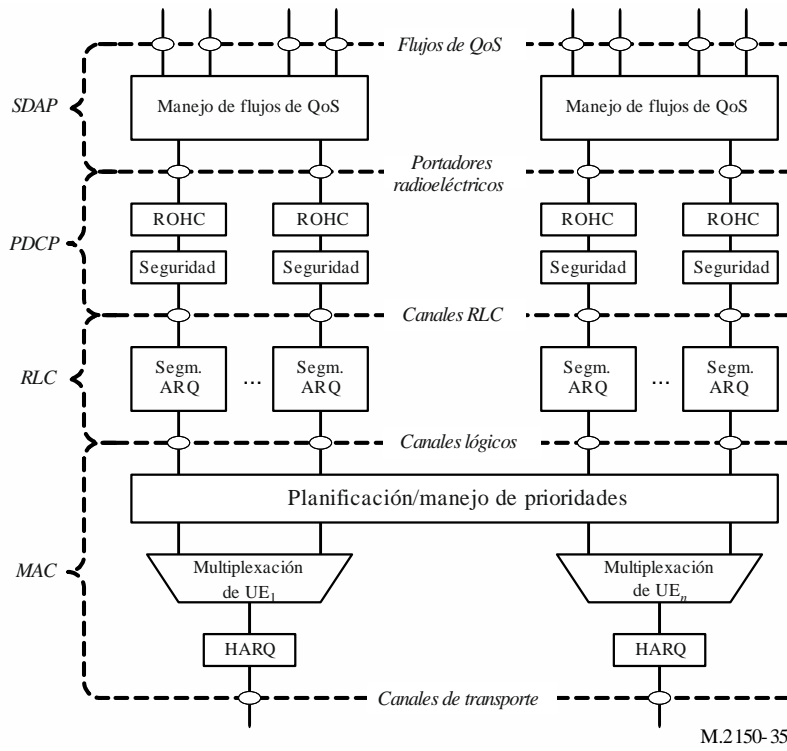 Flujos de QoS
SDAP
Manejo de flujos de QoS
Manejo de flujos de QoS
Portadores
radioeléctricos
PDCP
ROHC
ROHC
ROHC
ROHC
Seguridad
Seguridad
Seguridad
Seguridad
Canales RLC
RLC
Segm.
ARQ
...
Segm.
ARQ
Segm.
ARQ
...
Segm.
ARQ
Canales lógicos
Planificación/manejo de prioridades
MAC
Multiplexación
de UE1
Multiplexación
de UEn
HARQ
HARQ
Canales de transporte
M.2150-35